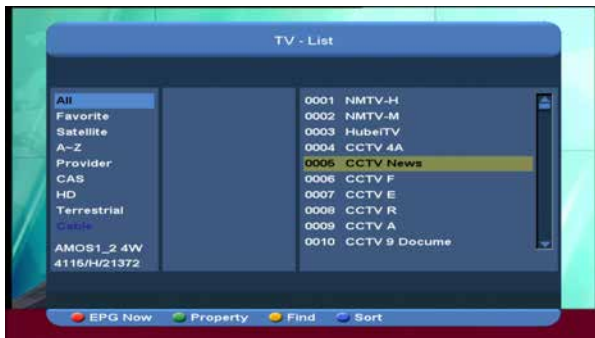 TV - List
All
Favorite
Satellite
A~Z
Provider
CAS
HD
Terrestrial
Cable
AMOS1_2 4W
4116/H/21372
0001 NMTV-H
0002 NMTV-M
0003 HubeiTV
0004 CCTV 4A
0005 CCTV News
0006 CCTV F
0007 CCTV E
0008 CCTV R
0009 CCTV A
0010 CCTV 9 Docume
EPG Now Property Find Sort